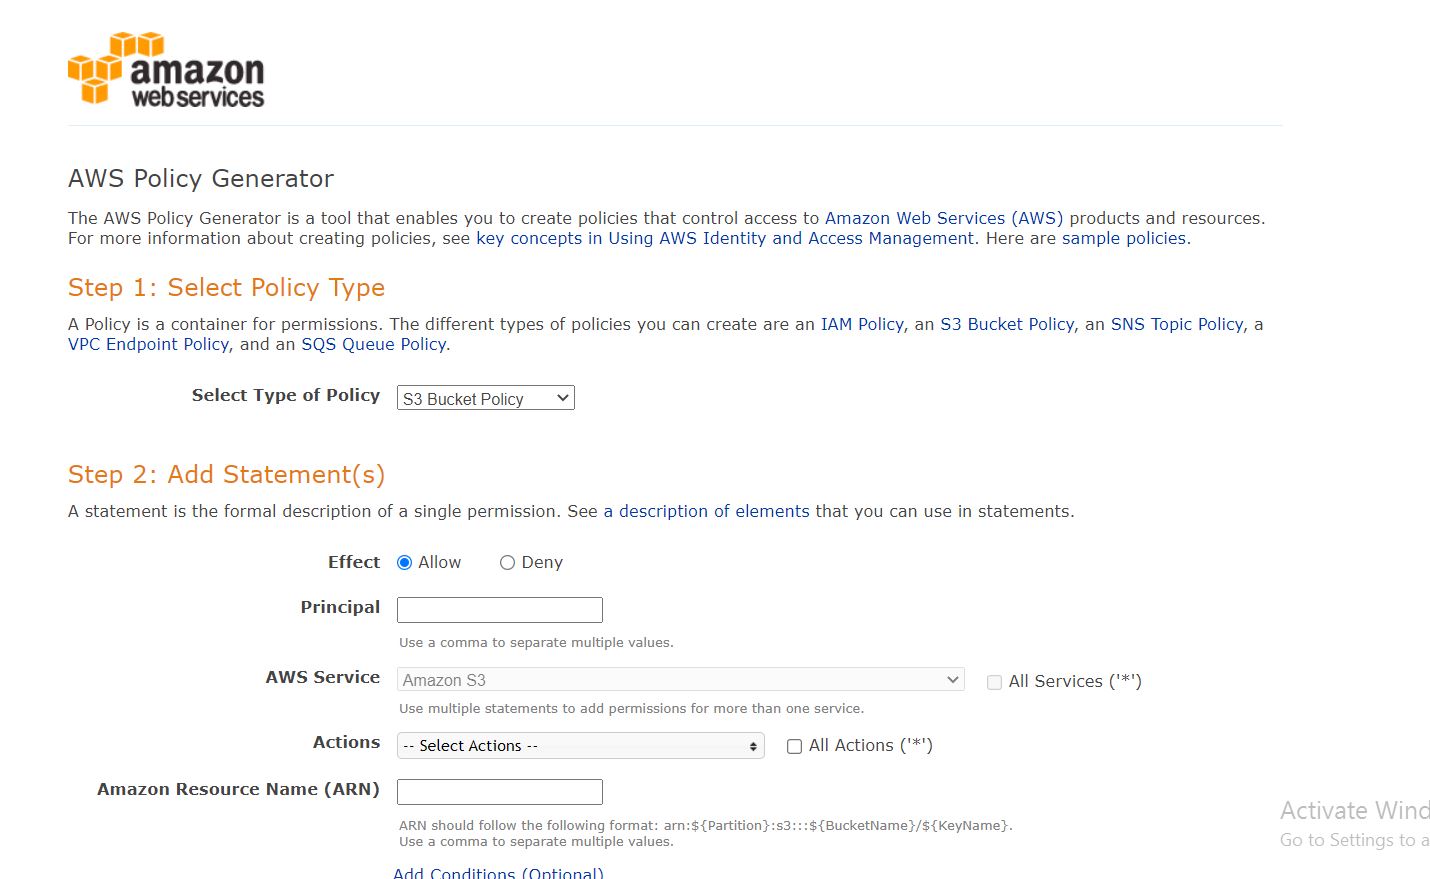 amazon
web services
AWS Policy Generator
The AWS Policy Generator is a tool that enables you to create policies that control access to Amazon Web Services (AWS) products and resources.
For more information about creating policies, see key concepts in Using AWS Identity and Access Management. Here are sample policies.
Step 1: Select Policy Type
A Policy is a container for permissions. The different types of policies you can create are an IAM Policy, an S3 Bucket Policy, an SNS Topic Policy, a
VPC Endpoint Policy, and an SQS Queue Policy.
Select Type of Policy S3 Bucket Policy
Step 2: Add Statement(s)
A statement is the formal description of a single permission. See a description of elements that you can use in statements.
Effect Allow Deny
Principal
Use a comma to separate multiple values.
AWS Service Amazon S3 All Services ('*')
Use multiple statements to add permissions for more than one service.
Actions -- Select Actions -- All Actions ('*')
Amazon Resource Name (ARN)
ARN should follow the following format: arn:${Partition}:s3:::${BucketName}/${KeyName}.
Use a comma to separate multiple values.
Add Conditions (Optional)
Activate Wind
Go to Settings to a